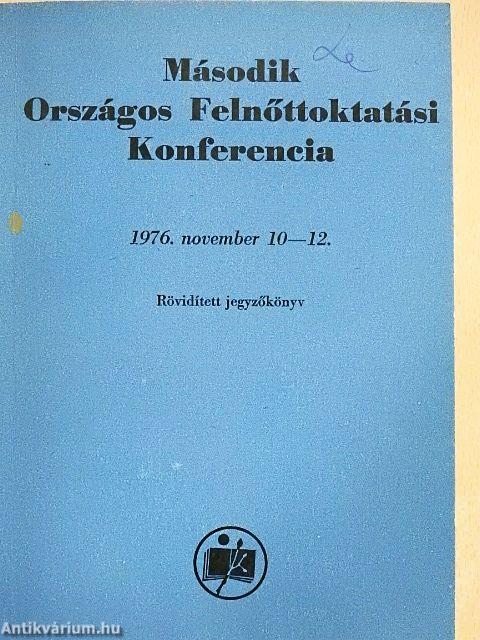 Második
Országos Felnőttoktatási
Konferencia
1976. november 10—12.
Rövidített jegyzőkönyv
Antikvárium.hu